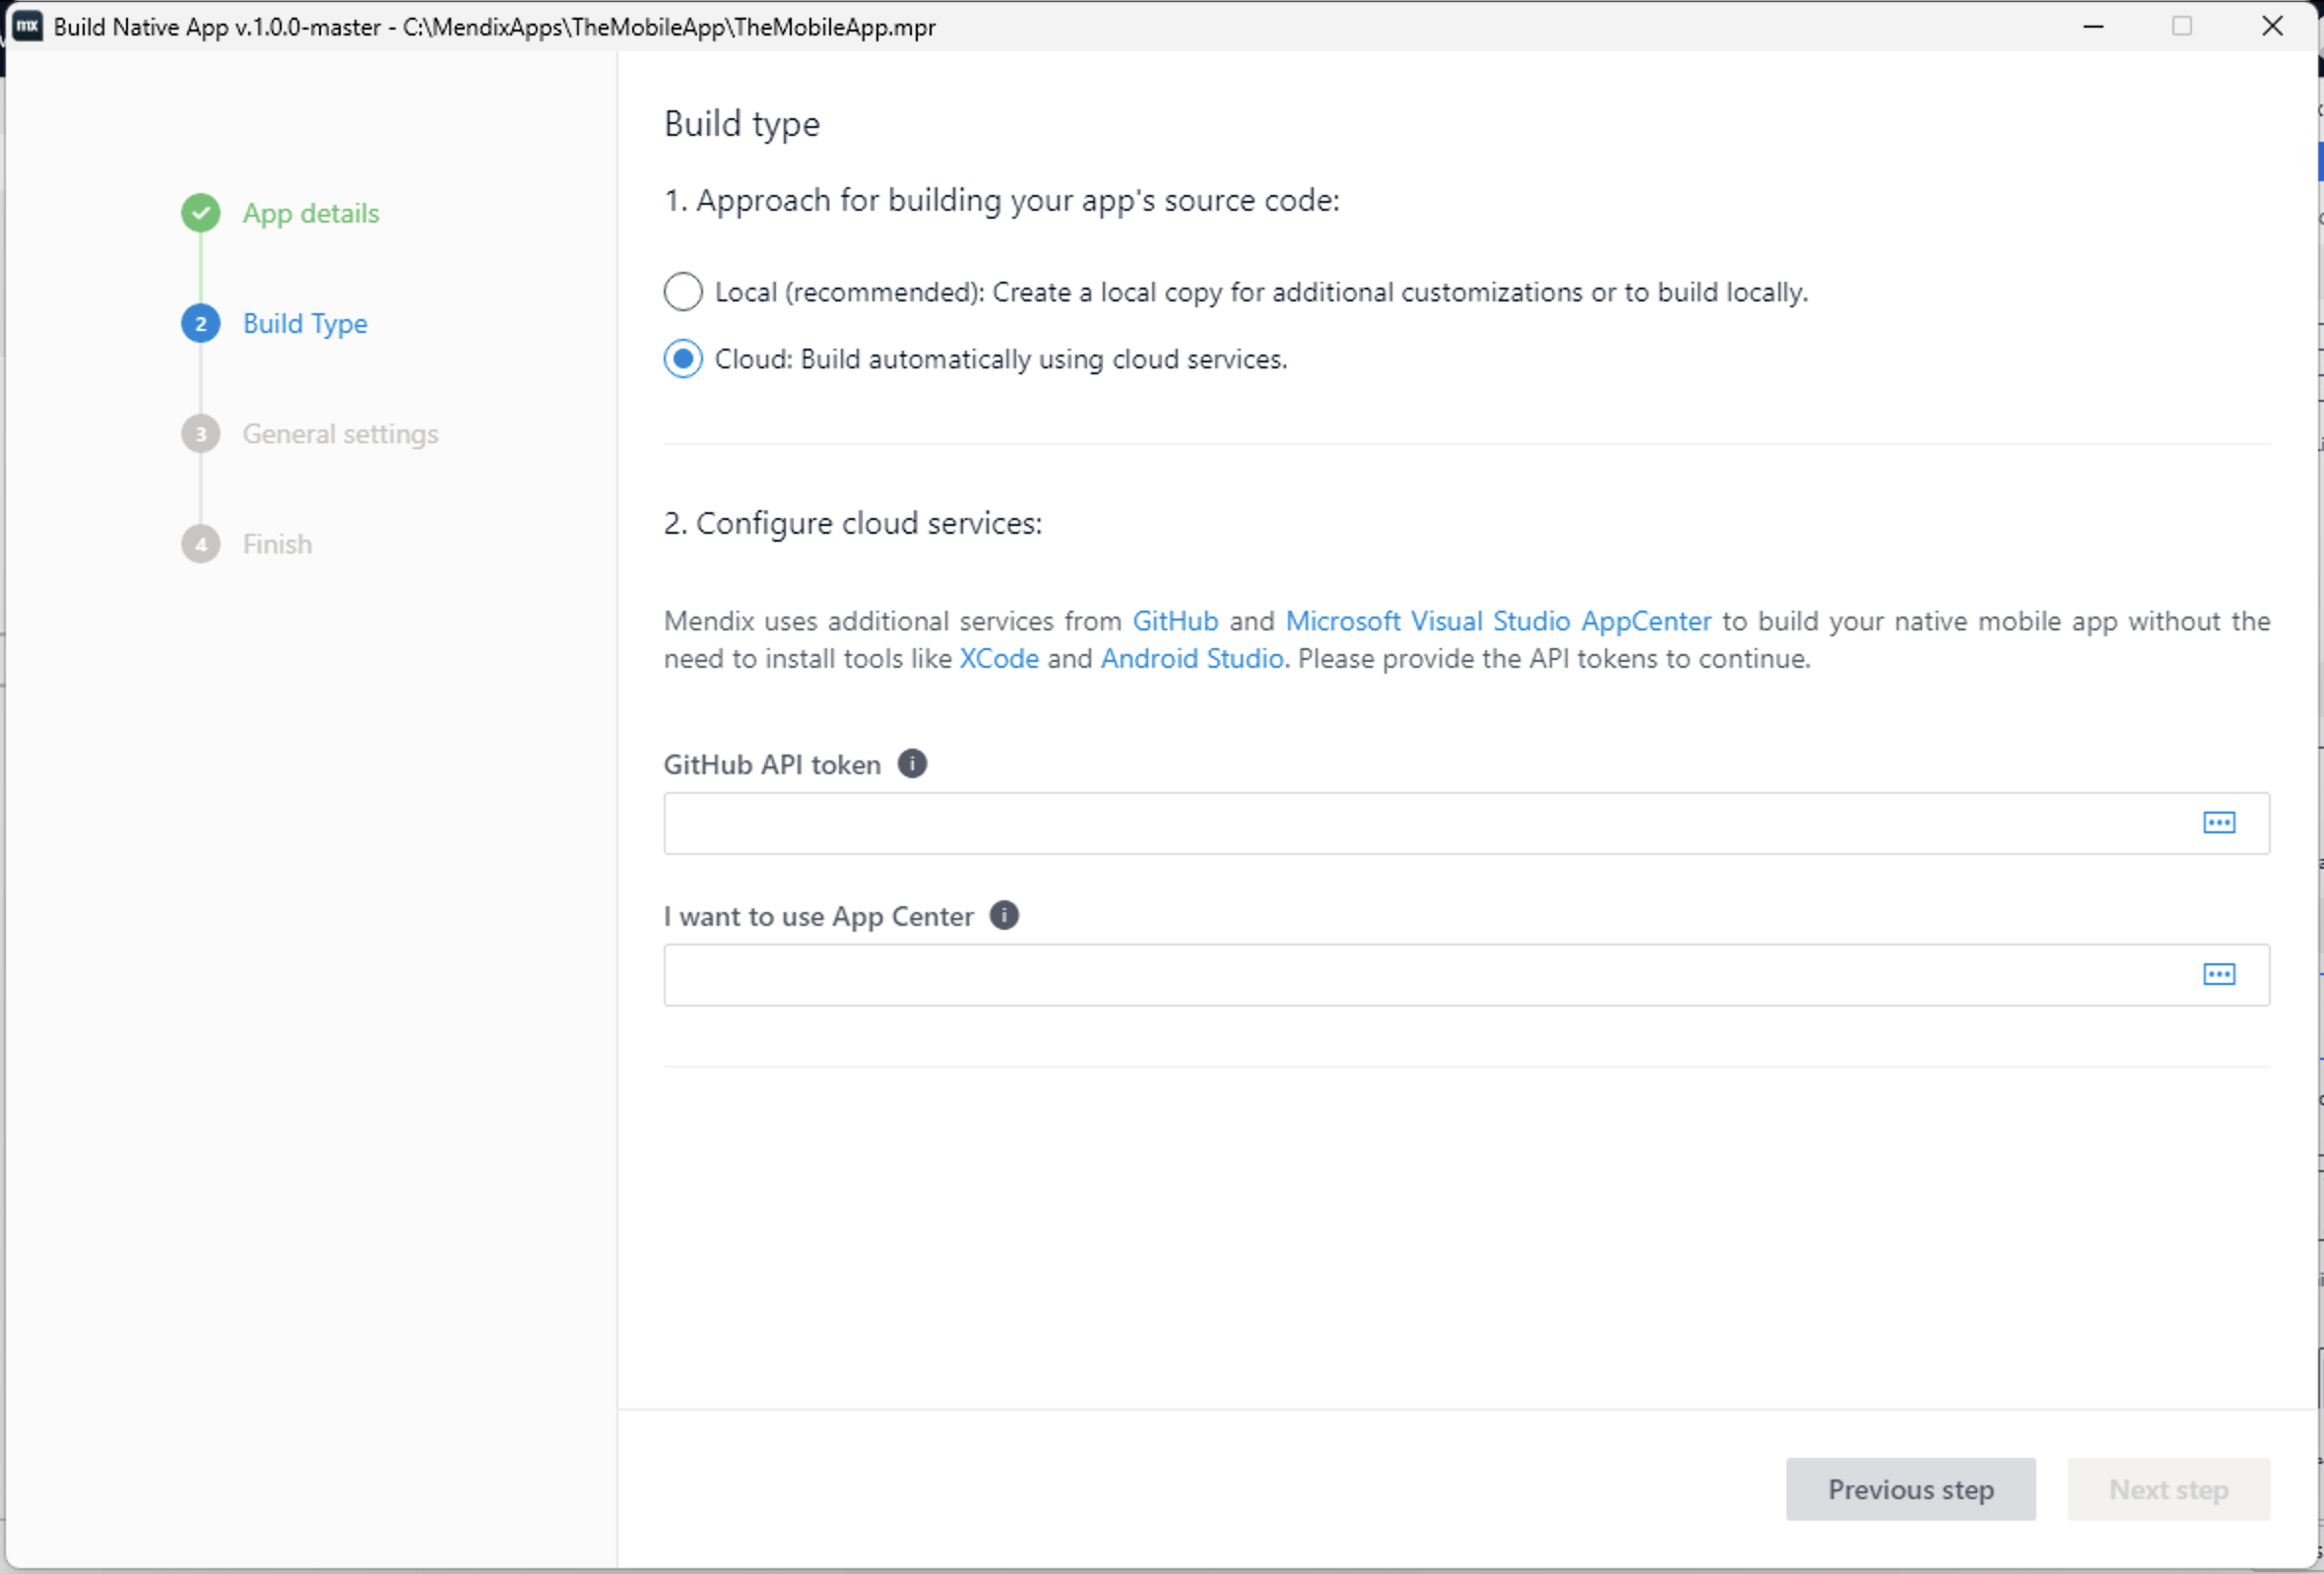 mx Build Native App v.1.0.0-master - C:\MendixApps\TheMobileApp\TheMobileApp.mpr
App details
2 Build Type
3 General settings
4 Finish
Build type
1. Approach for building your app's source code:
Local (recommended): Create a local copy for additional customizations or to build locally.
Cloud: Build automatically using cloud services.
2. Configure cloud services:
Mendix uses additional services from GitHub and Microsoft Visual Studio AppCenter to build your native mobile app without the
need to install tools like XCode and Android Studio. Please provide the API tokens to continue.
GitHub API token i
I want to use App Center i
Previous step Next step